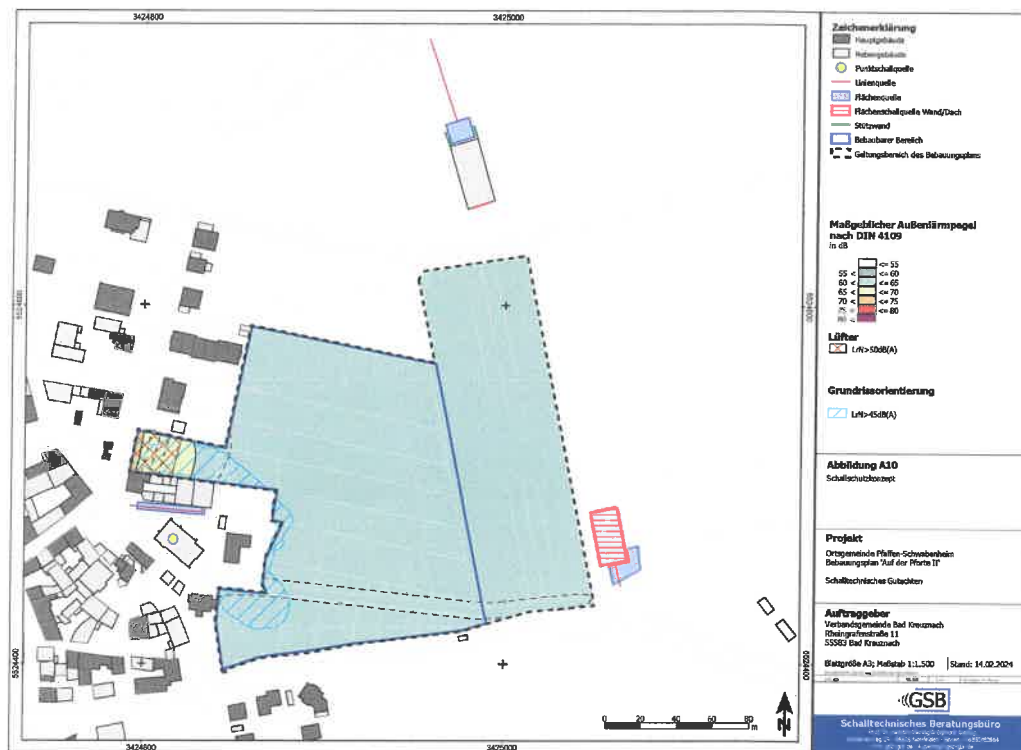 3424800
3425000
5524600
5524600
5524400
5524400
3424800
3425000
0 20 40 60 80
m
N
Zeichenerklärung
Hauptgebäude
Nebengebäude
Punktschallquelle
Linienquelle
Flächenquelle
Flächenschallquelle Wand/Dach
Stützwand
Bebaubarer Bereich
Geltungsbereich des Bebauungsplans
Maßgeblicher Außenlärmpegel
nach DIN 4109
in dB
<= 55
55 < <= 60
60 < <= 65
65 < <= 70
70 < <= 75
75 < <= 80
Lüfter
LrN>50dB(A)
Grundrissorientierung
LrN>45dB(A)
Abbildung A10
Schallschutzkonzept
Projekt
Ortsgemeinde Pfaffen-Schwabenheim
Bebauungsplan "Auf der Pforte II"
Schalltechnisches Gutachten
Auftraggeber
Verbandsgemeinde Bad Kreuznach
Rheingrafenstraße 11
55583 Bad Kreuznach
Blattgröße A3; Maßstab 1:1.500 Stand: 14.02.2024
GSB
Schalltechnisches Beratungsbüro